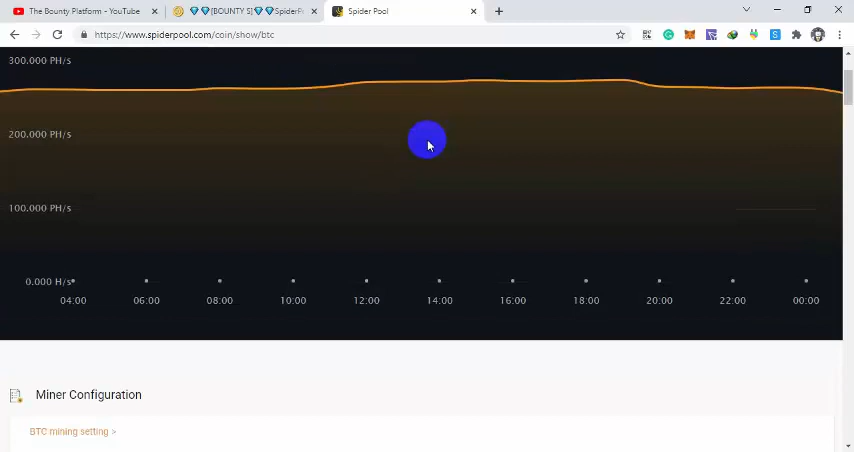 The Bounty Platform - YouTube
[BOUNTY S] SpiderP
Spider Pool
https://www.spiderpool.com/coin/show/btc
300.000 PH/s
200.000 PH/s
100.000 PH/s
0.000 H/s
04:00 06:00 08:00 10:00 12:00 14:00 16:00 18:00 20:00 22:00 00:00
Miner Configuration
BTC mining setting >